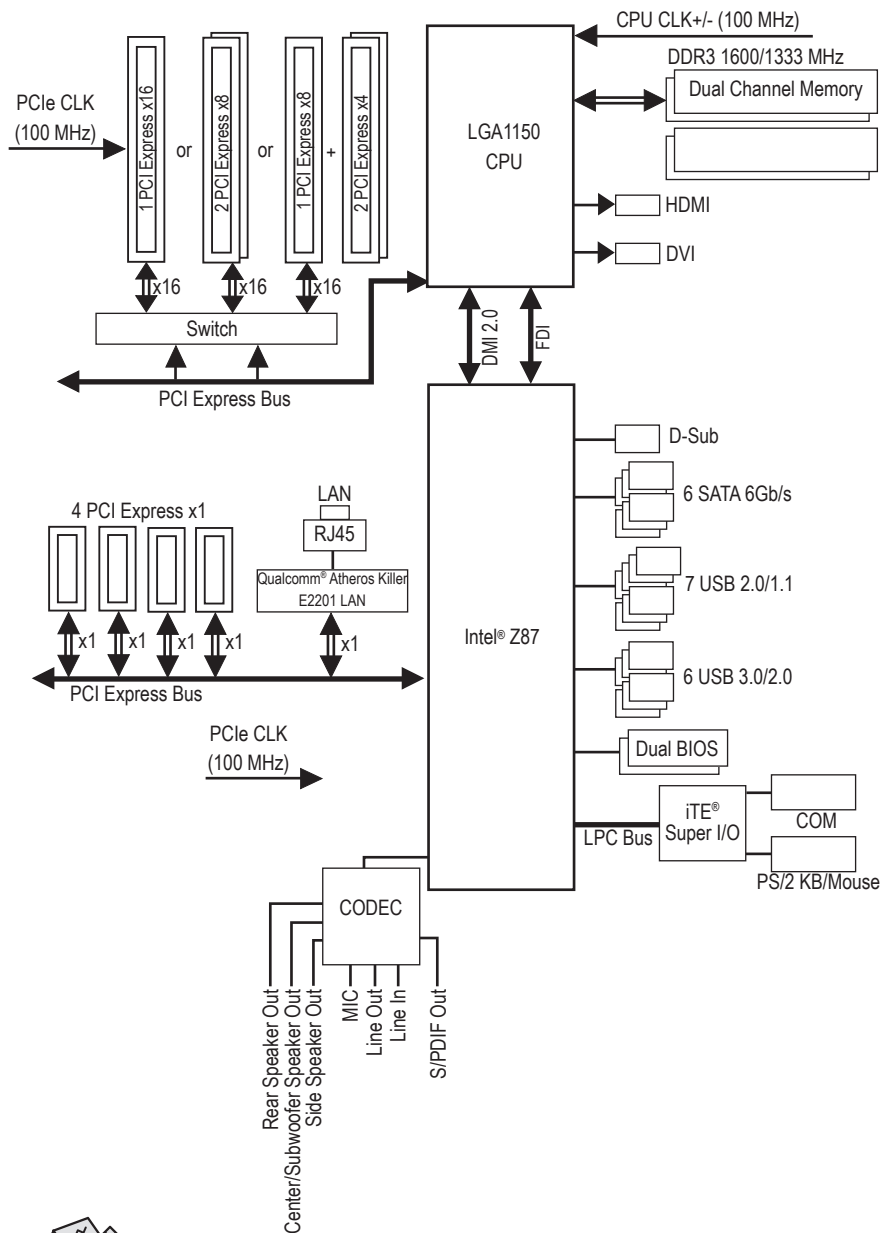 CPU CLK+/- (100 MHz)
DDR3 1600/1333 MHz
Dual Channel Memory
PCIe CLK
(100 MHz)
1 PCI Express x16
or
2 PCI Express x8
or
1 PCI Express x8
+
2 PCI Express x4
LGA1150
CPU
HDMI
DVI
x16
x16
x16
Switch
PCI Express Bus
DMI 2.0
FDI
D-Sub
6 SATA 6Gb/s
4 PCI Express x1
LAN
RJ45
Qualcomm® Atheros Killer
E2201 LAN
7 USB 2.0/1.1
Intel® Z87
x1
x1
x1
x1
x1
6 USB 3.0/2.0
PCI Express Bus
PCIe CLK
(100 MHz)
Dual BIOS
LPC Bus
iTE®
Super I/O
COM
PS/2 KB/Mouse
CODEC
Rear Speaker Out
Center/Subwoofer Speaker Out
Side Speaker Out
MIC
Line Out
Line In
S/PDIF Out